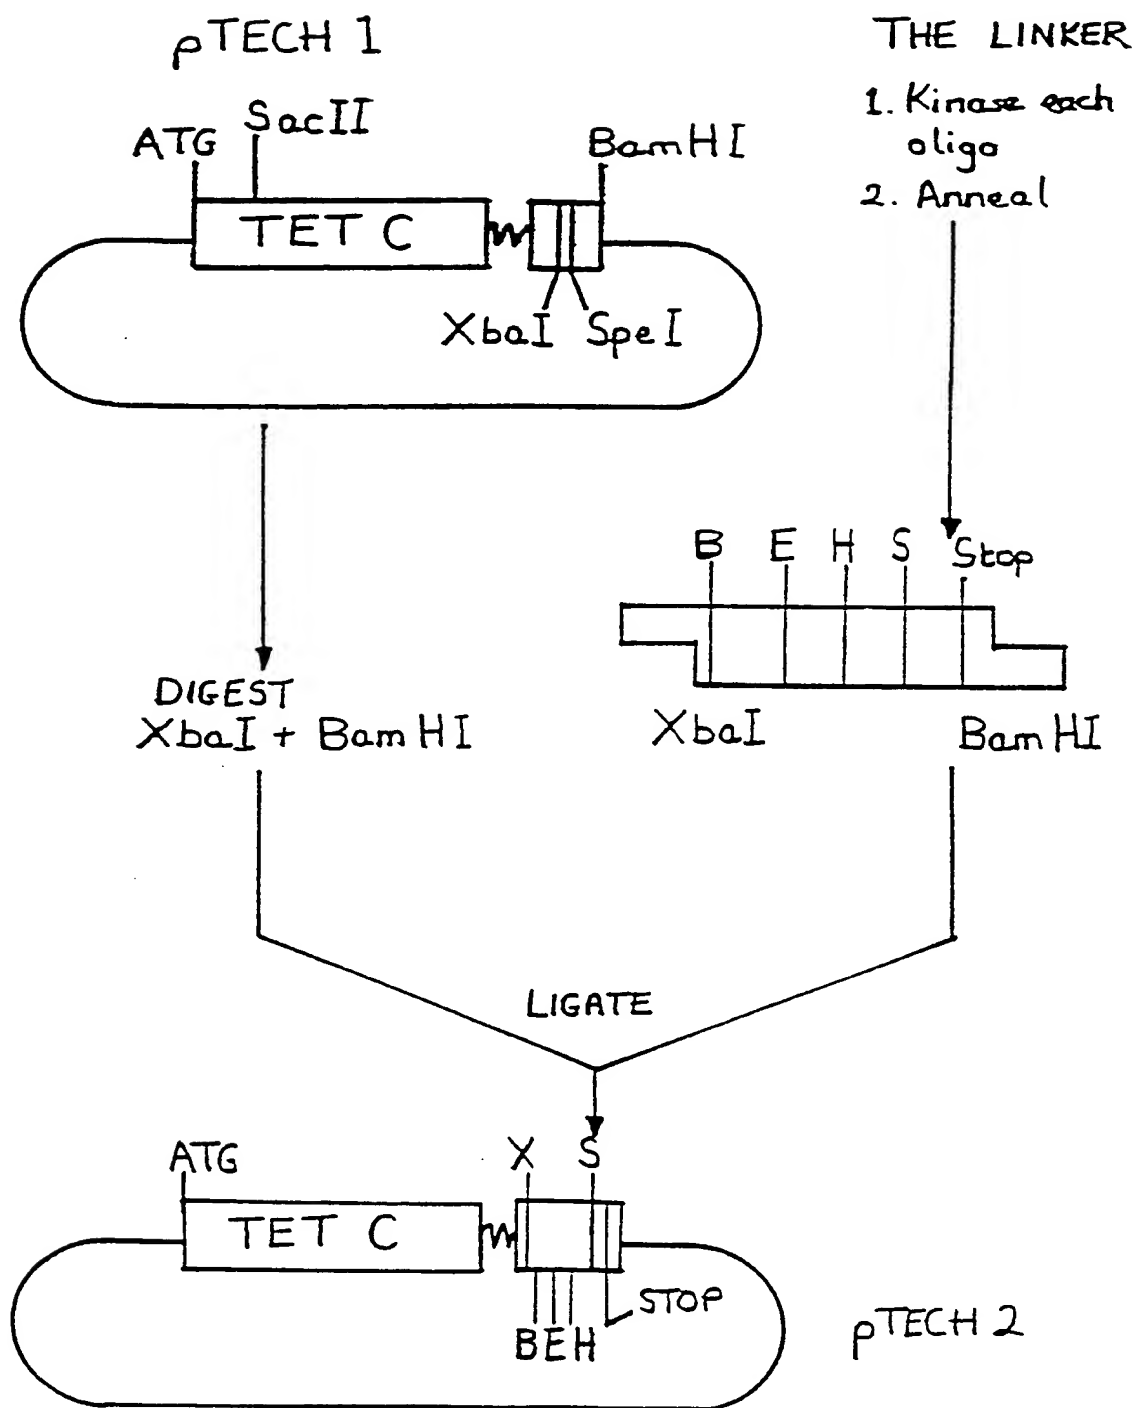 pTECH 1
ATG
SacII
BamHI
TET C
XbaI
SpeI
THE LINKER
1. Kinase each
oligo
2. Anneal
DIGEST
XbaI + BamHI
B
E
H
S
Stop
XbaI
BamHI
LIGATE
ATG
X
S
TET C
B
E
H
STOP
pTECH 2